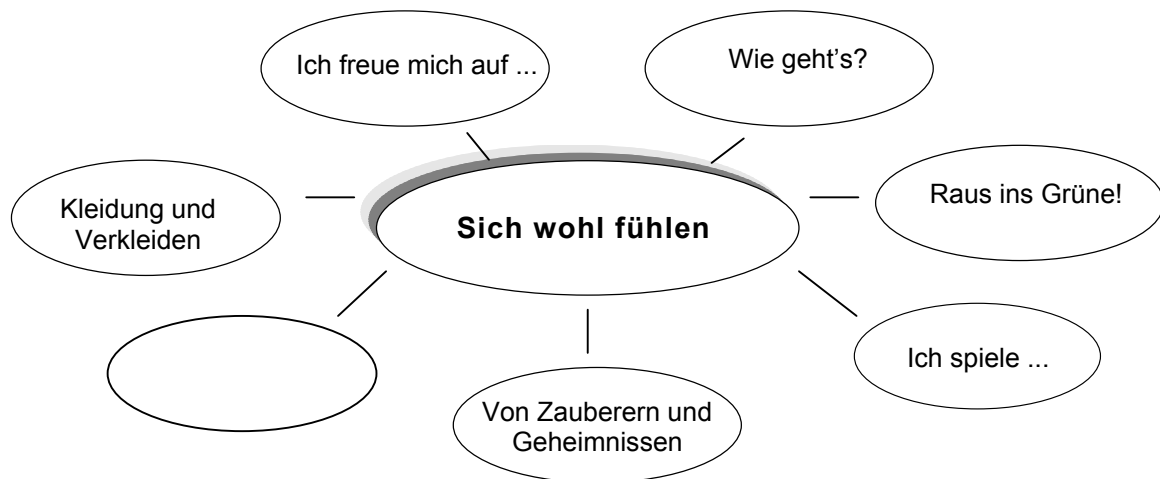 Ich freue mich auf ...
Wie geht's?
Kleidung und
Verkleiden
Sich wohl fühlen
Raus ins Grüne!
Ich spiele ...
Von Zauberern und
Geheimnissen